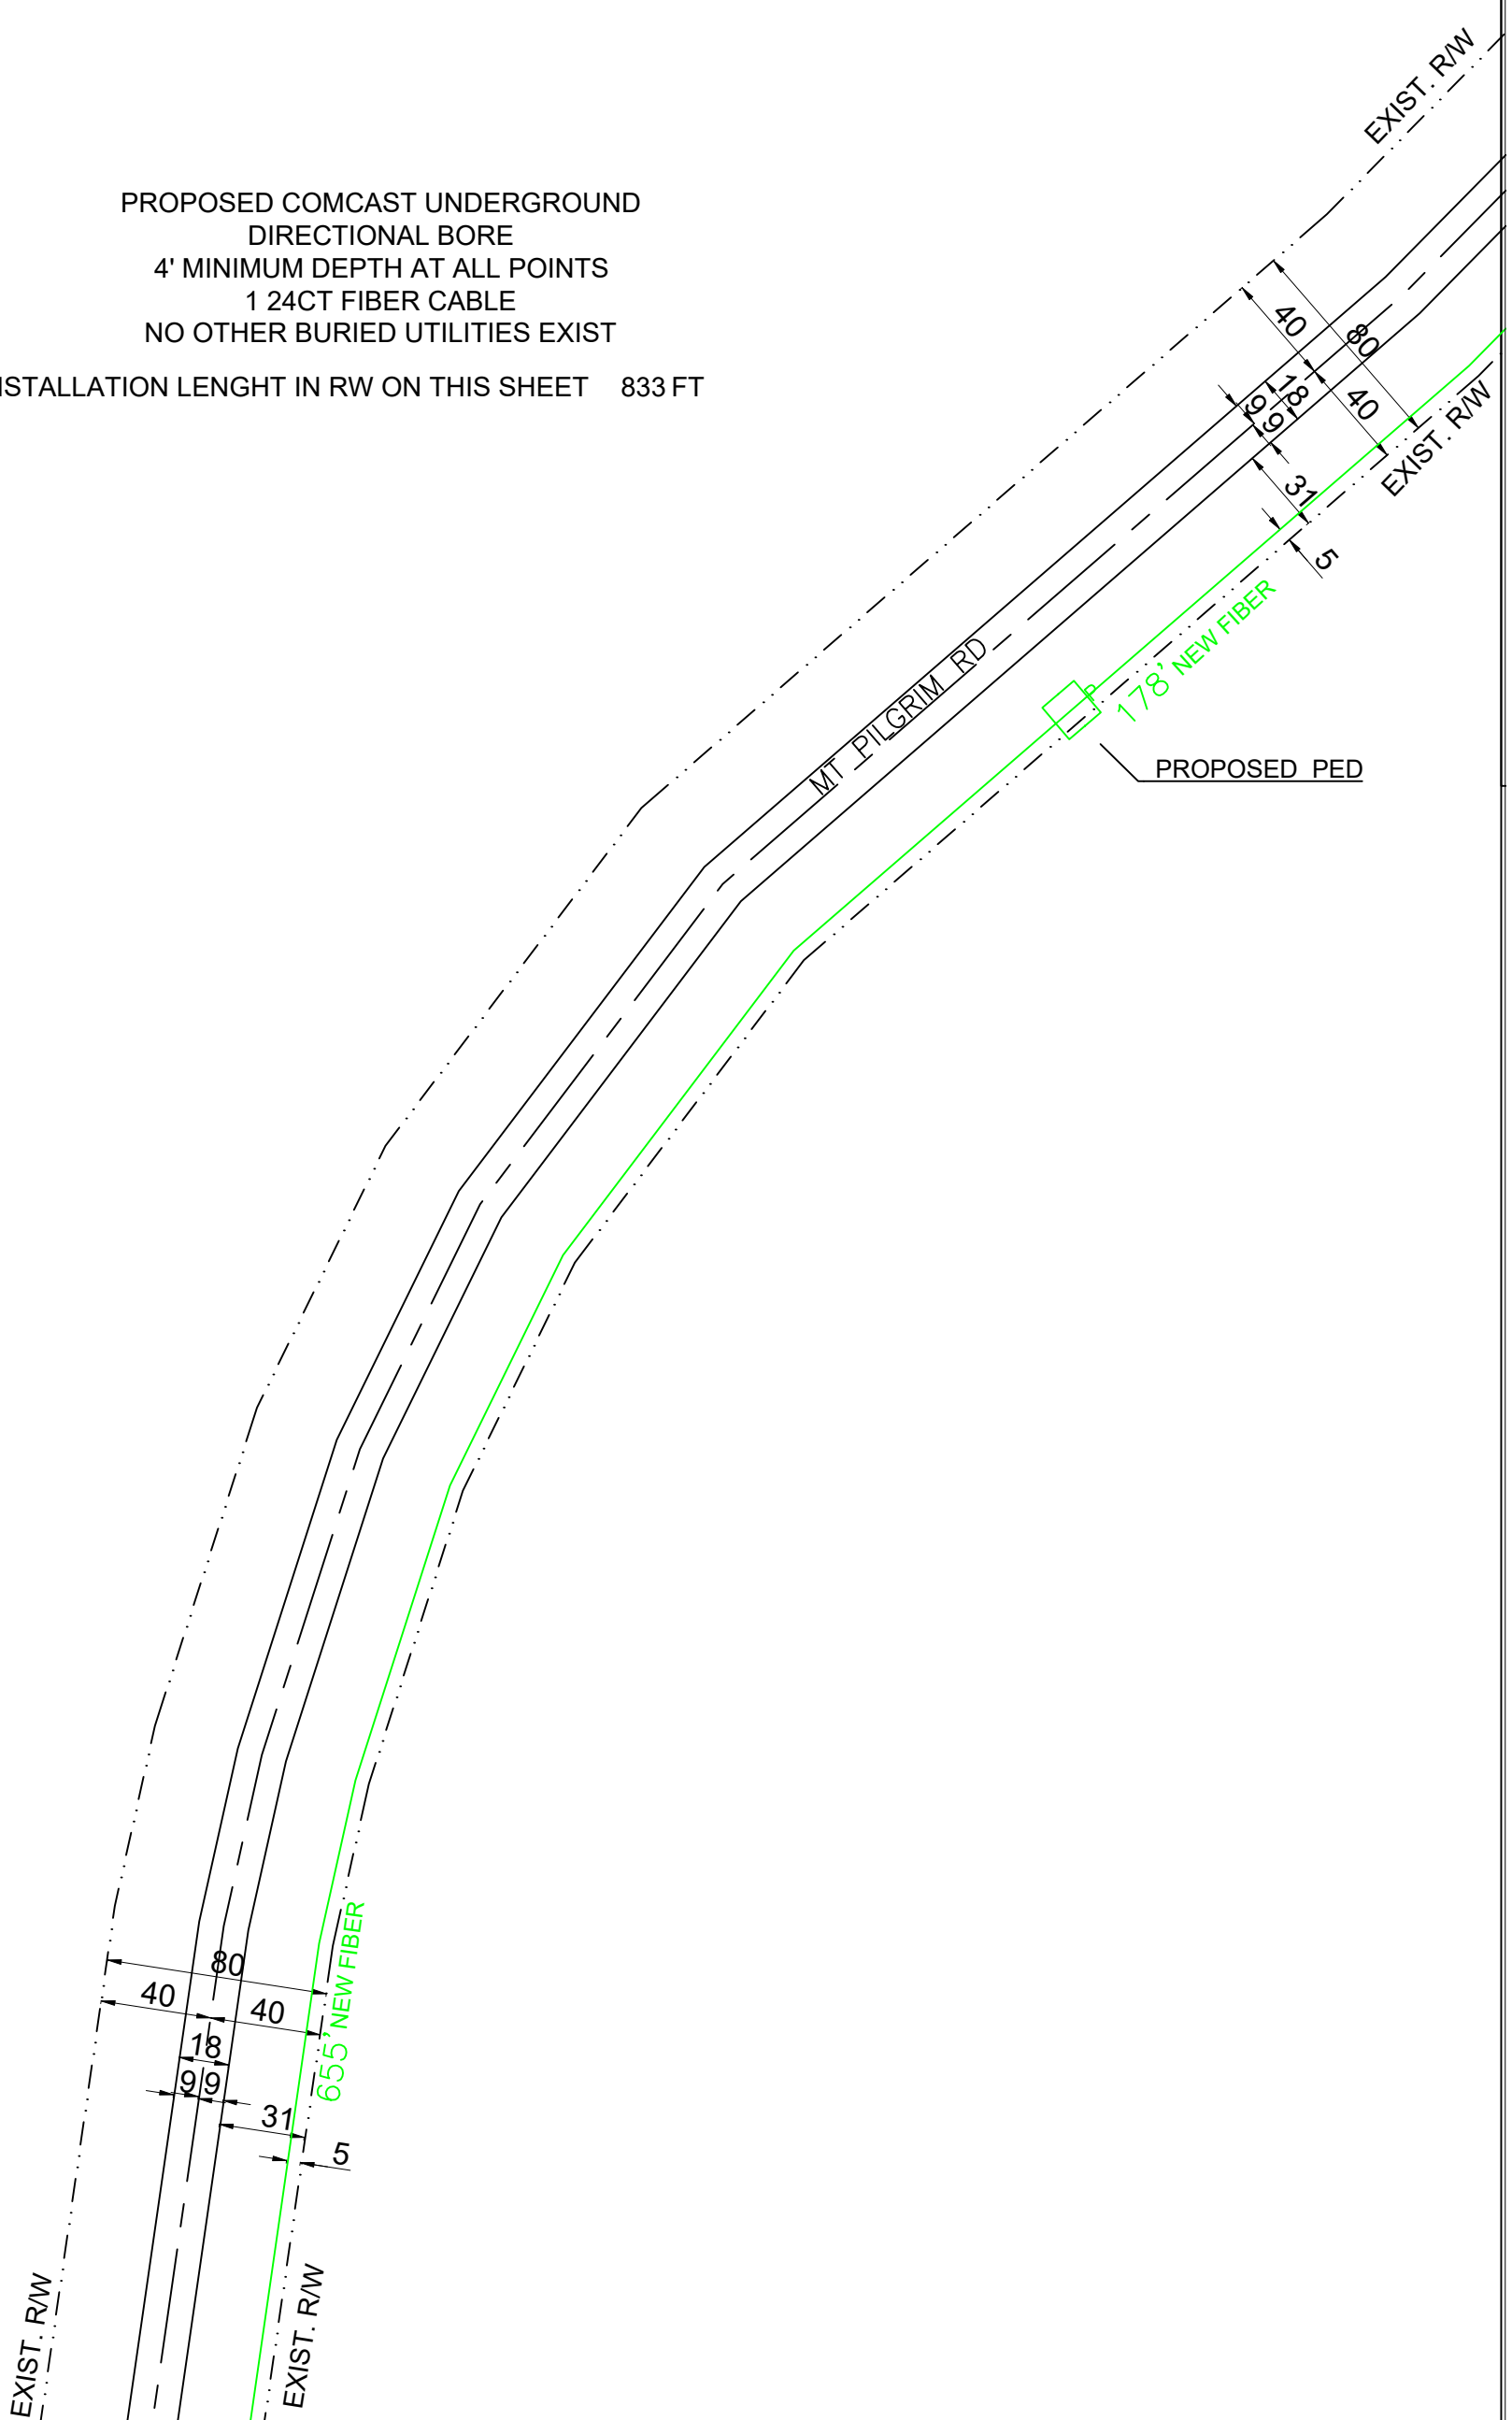 EXIST. R/W
PROPOSED COMCAST UNDERGROUND
DIRECTIONAL BORE
4' MINIMUM DEPTH AT ALL POINTS
1 24CT FIBER CABLE
NO OTHER BURIED UTILITIES EXIST
NSTALLATION LENGHT IN RW ON THIS SHEET 833 FT
40
80
18
40
9
9
EXIST. R/W
31
5
178' NEW FIBER
MT PILGRIM RD
P
PROPOSED PED
80
40
40
18
9
9
655' NEW FIBER
31
5
EXIST. R/W
EXIST. R/W